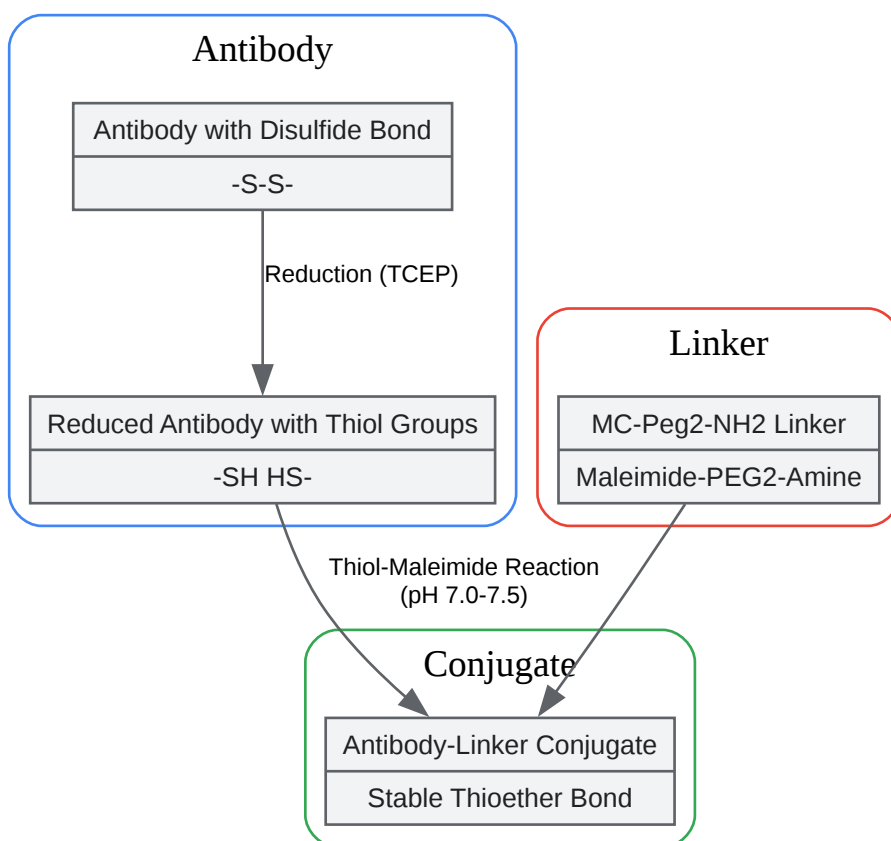 Antibody
Antibody with Disulfide Bond
-S-S-
Reduction (TCEP)
Reduced Antibody with Thiol Groups
-SH HS-
Linker
MC-Peg2-NH2 Linker
Maleimide-PEG2-Amine
Thiol-Maleimide Reaction
(pH 7.0-7.5)
Conjugate
Antibody-Linker Conjugate
Stable Thioether Bond